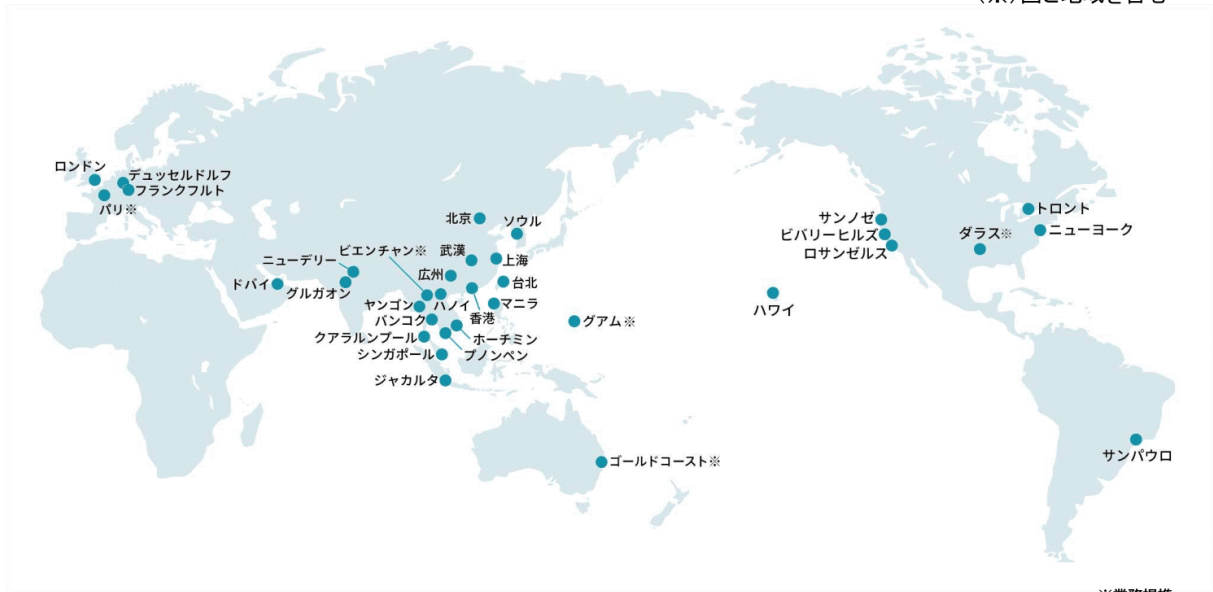 ロンドン
デュッセルドルフ
フランクフルト
パリ※
北京
ソウル
ビエンチャン※
武漢
上海
ニューデリー
広州
台北
ドバイ
グルガオン
ヤンゴン
ハノイ
マニラ
バンコク
香港
グアム※
クアラルンプール
ホーチミン
シンガポール
プノンペン
ジャカルタ
ゴールドコースト※
ハワイ
サンノゼ
ビバリーヒルズ
ロサンゼルス
ダラス※
トロント
ニューヨーク
サンパウロ